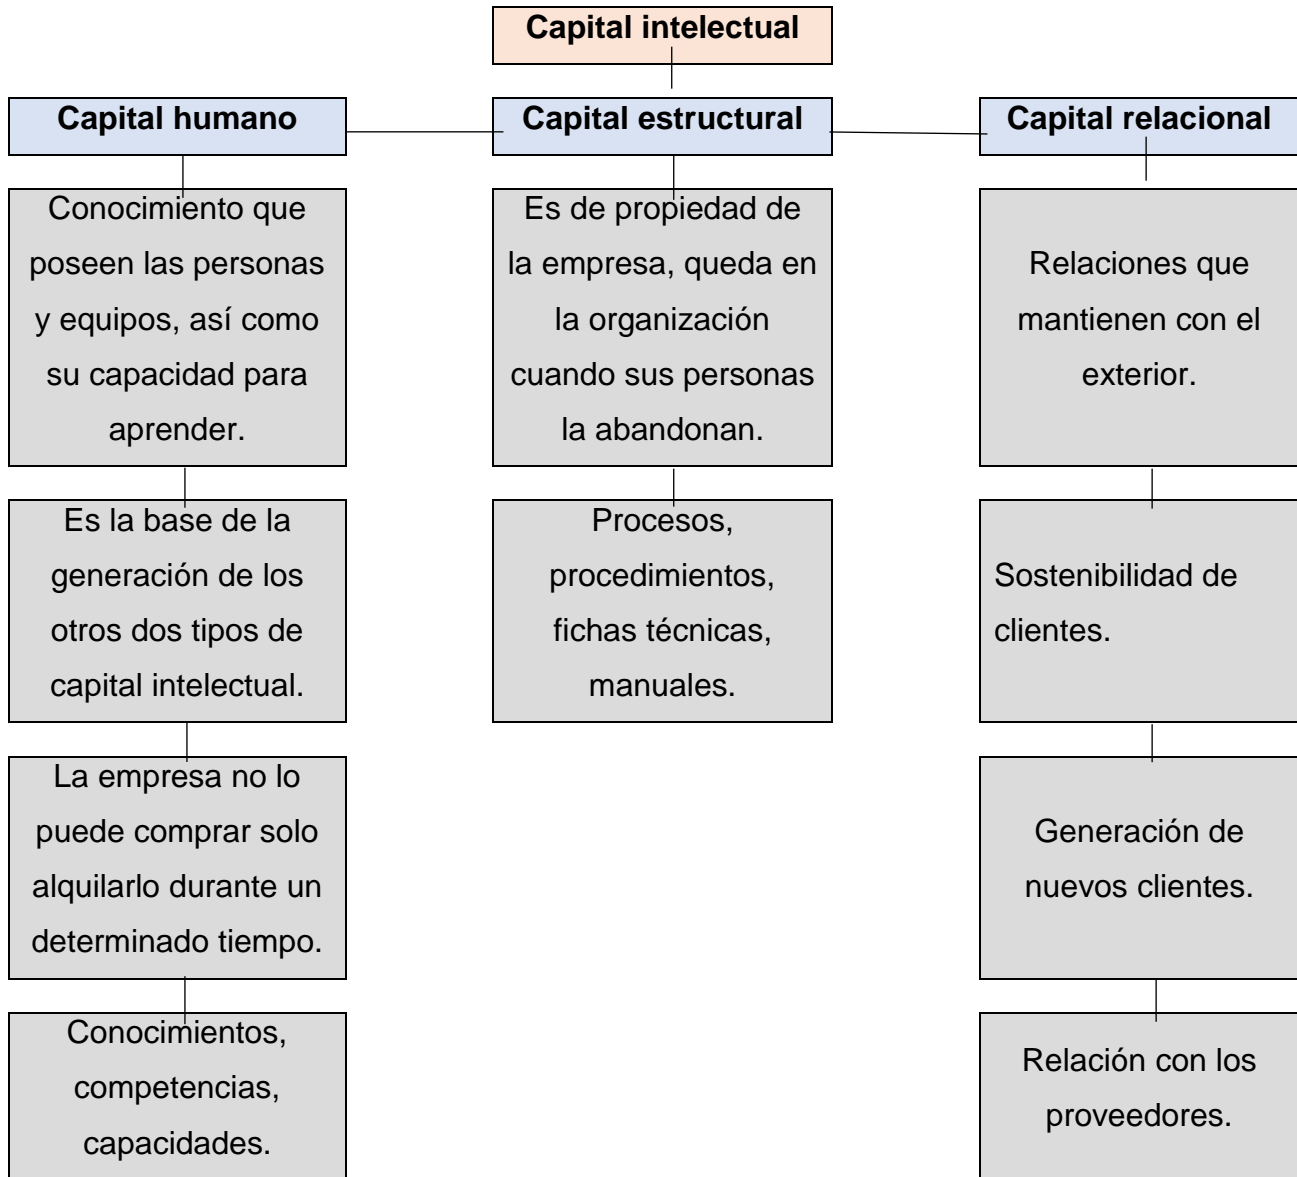 Capital intelectual
Capital humano
Conocimiento que
poseen las personas
y equipos, así como
su capacidad para
aprender.
Es la base de la
generación de los
otros dos tipos de
capital intelectual.
La empresa no lo
puede comprar solo
alquilarlo durante un
determinado tiempo.
Conocimientos,
competencias,
capacidades.
Capital estructural
Es de propiedad de
la empresa, queda en
la organización
cuando sus personas
la abandonan.
Procesos,
procedimientos,
fichas técnicas,
manuales.
Capital relacional
Relaciones que
mantienen con el
exterior.
Sostenibilidad de
clientes.
Generación de
nuevos clientes.
Relación con los
proveedores.